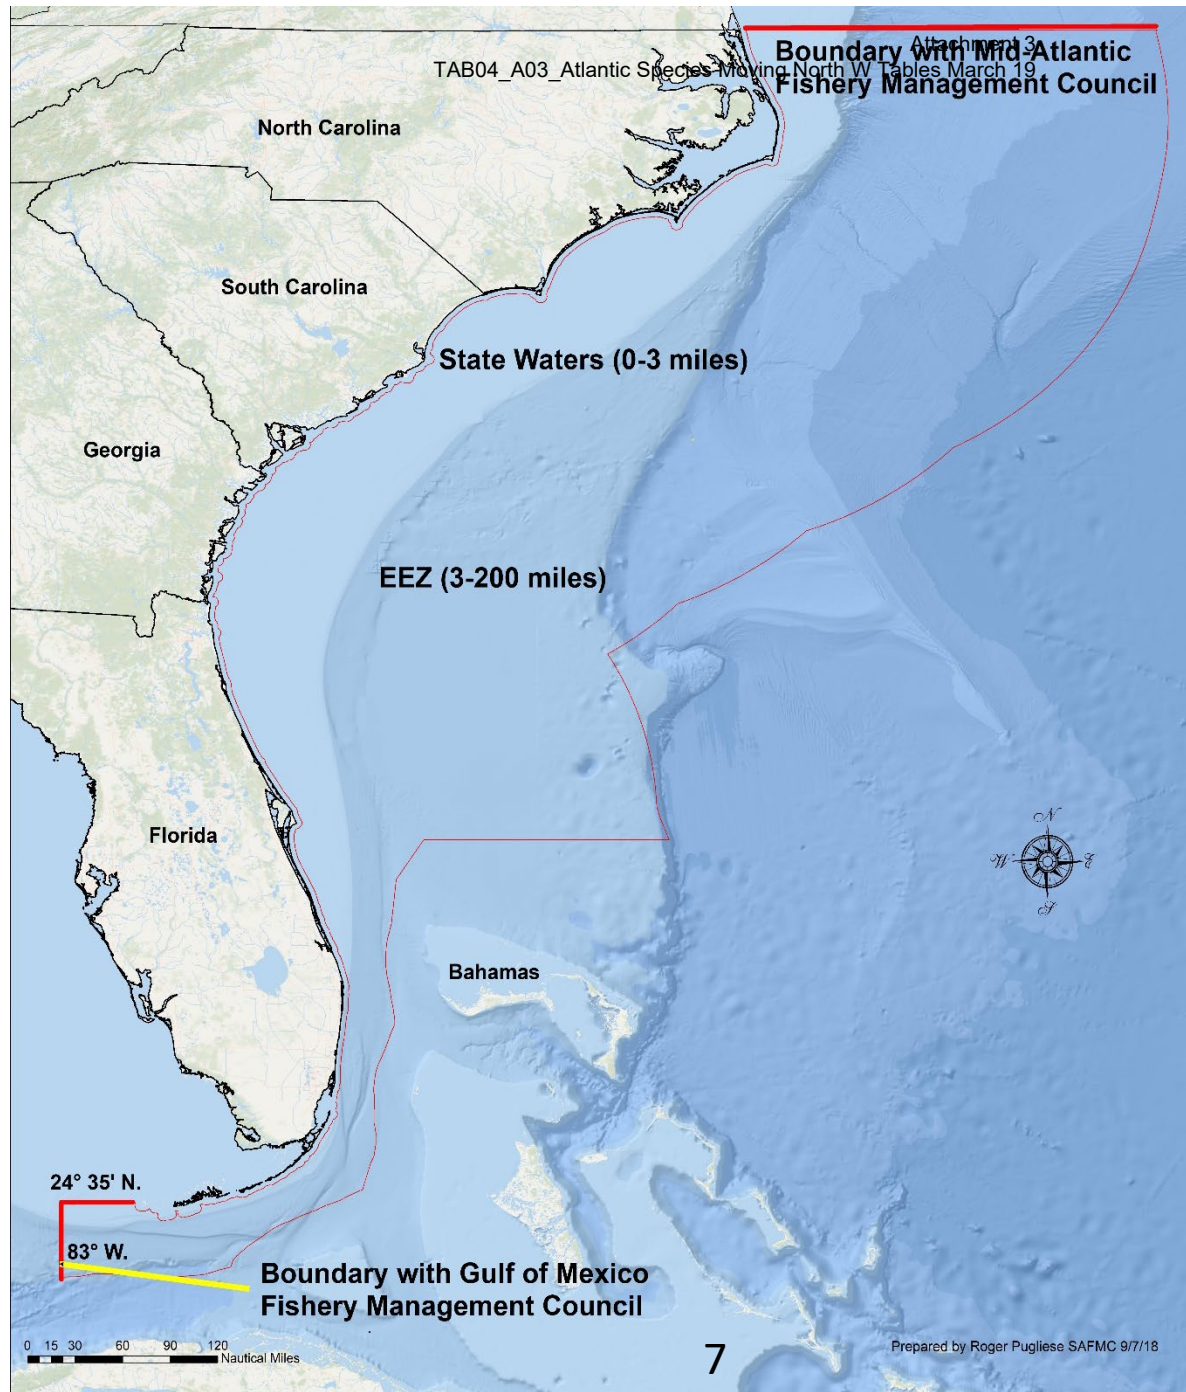 Attachment 3
Boundary with Mid-Atlantic
TAB04_A03_Atlantic Species Moving North W Tables March 19
Fishery Management Council
North Carolina
South Carolina
State Waters (0-3 miles)
Georgia
EEZ (3-200 miles)
Florida
N
W
E
S
Bahamas
24° 35' N.
83° W.
Boundary with Gulf of Mexico
Fishery Management Council
0 15 30 60 90 120
Nautical Miles
7
Prepared by Roger Pugliese SAFMC 9/7/18